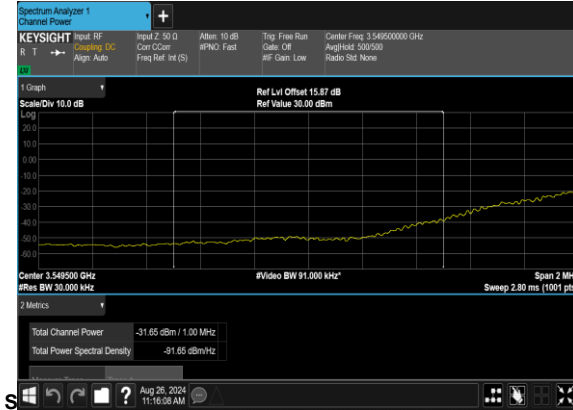 Spectrum Analyzer 1
Channel Power
+
KEYSIGHT Input: RF Input Z: 50 Ω Atten: 10 dB Trig: Free Run Center Freq: 3.549500000 GHz
R T Coupling: DC Corr CCorr #PNO: Fast Gate: Off Avg|Hold: 500/500
Align: Auto Freq Ref: Int (S) #IF Gain: Low Radio Std: None
LVI
1 Graph Ref Lvl Offset 15.87 dB
Scale/Div 10.0 dB Ref Value 30.00 dBm
Log
20.0
10.0
0.00
-10.0
-20.0
-30.0
-40.0
-50.0
-60.0
Center 3.549500 GHz #Video BW 91.000 kHz* Span 2 MH
#Res BW 30.000 kHz Sweep 2.80 ms (1001 pts
2 Metrics
Total Channel Power -31.65 dBm / 1.00 MHz
Total Power Spectral Density -91.65 dBm/Hz
S ? Aug 26, 2024
11:16:08 AM